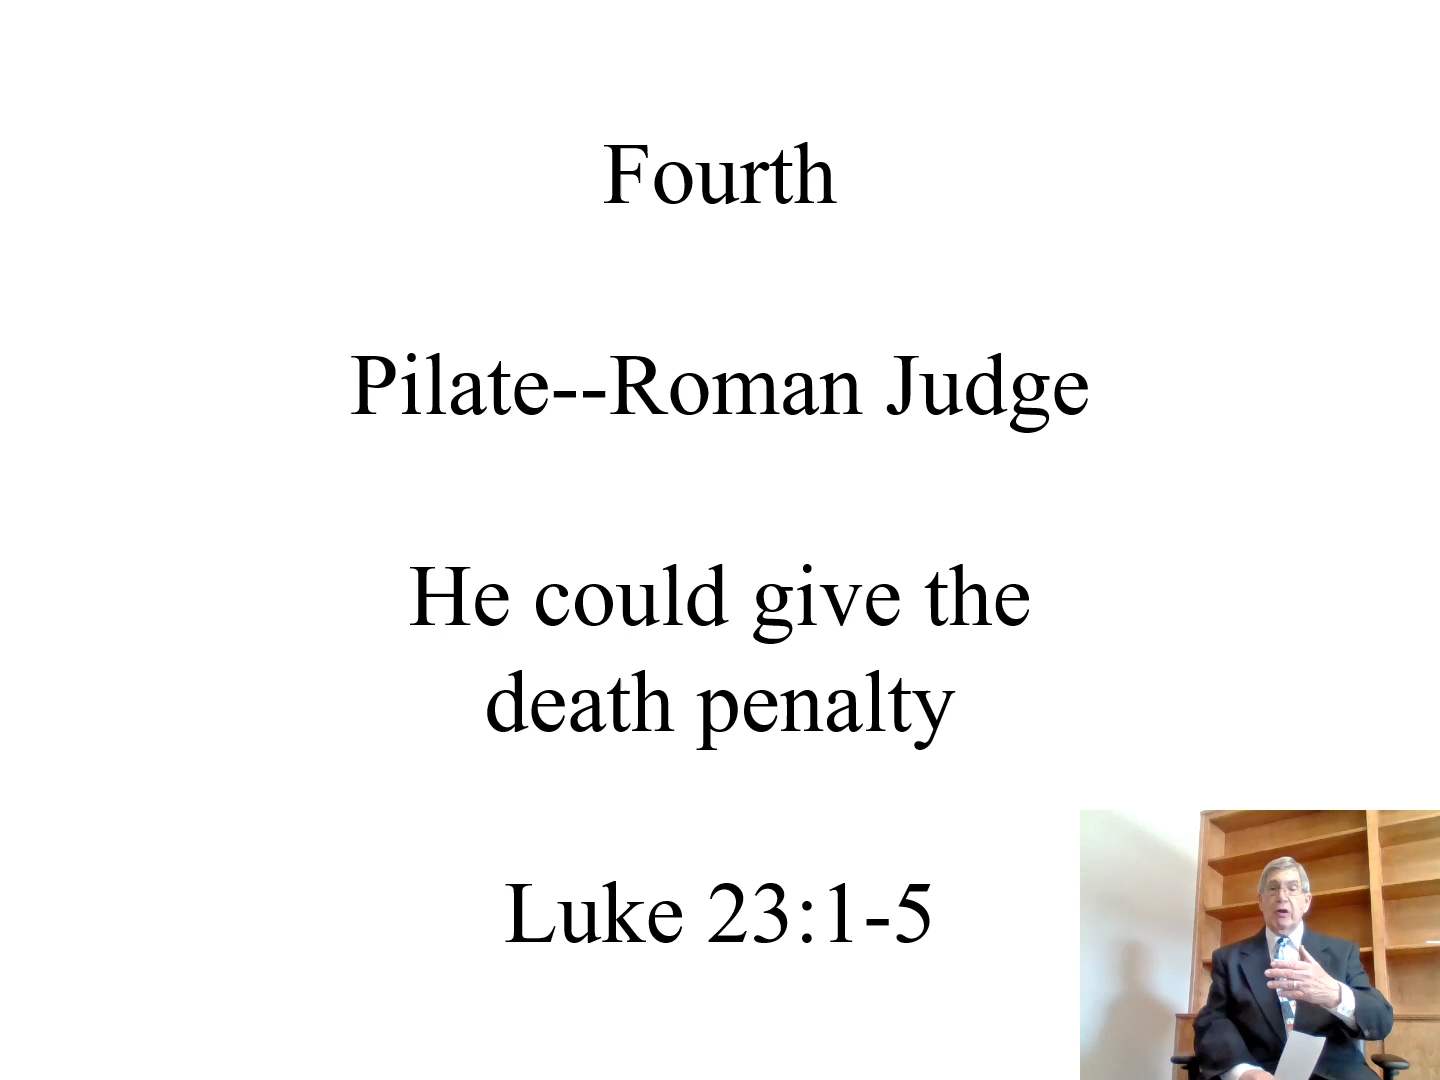 Fourth
Pilate--Roman Judge
He could give the
death penalty
Luke 23:1-5